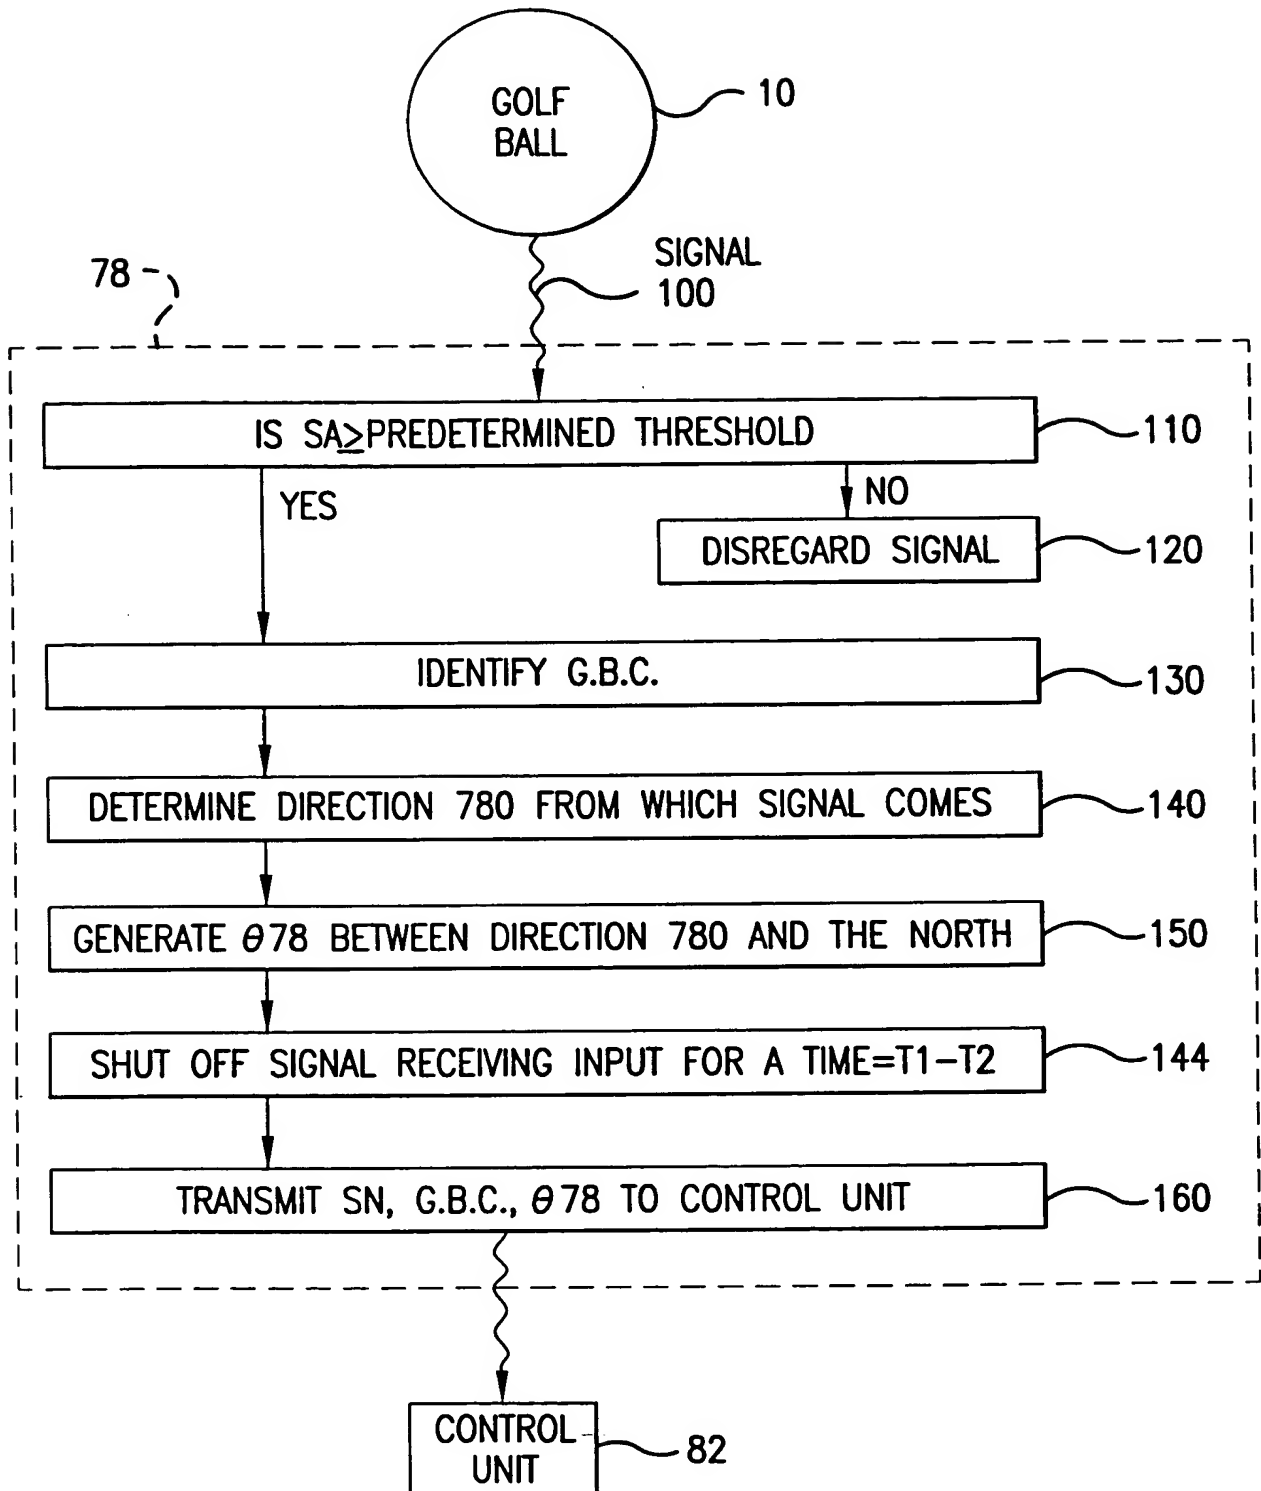 GOLF
BALL
10
SIGNAL
100
78
IS SA≥PREDETERMINED THRESHOLD
110
YES
NO
DISREGARD SIGNAL
120
IDENTIFY G.B.C.
130
DETERMINE DIRECTION 780 FROM WHICH SIGNAL COMES
140
GENERATE θ78 BETWEEN DIRECTION 780 AND THE NORTH
150
SHUT OFF SIGNAL RECEIVING INPUT FOR A TIME=T1-T2
144
TRANSMIT SN, G.B.C., θ78 TO CONTROL UNIT
160
CONTROL
UNIT
82